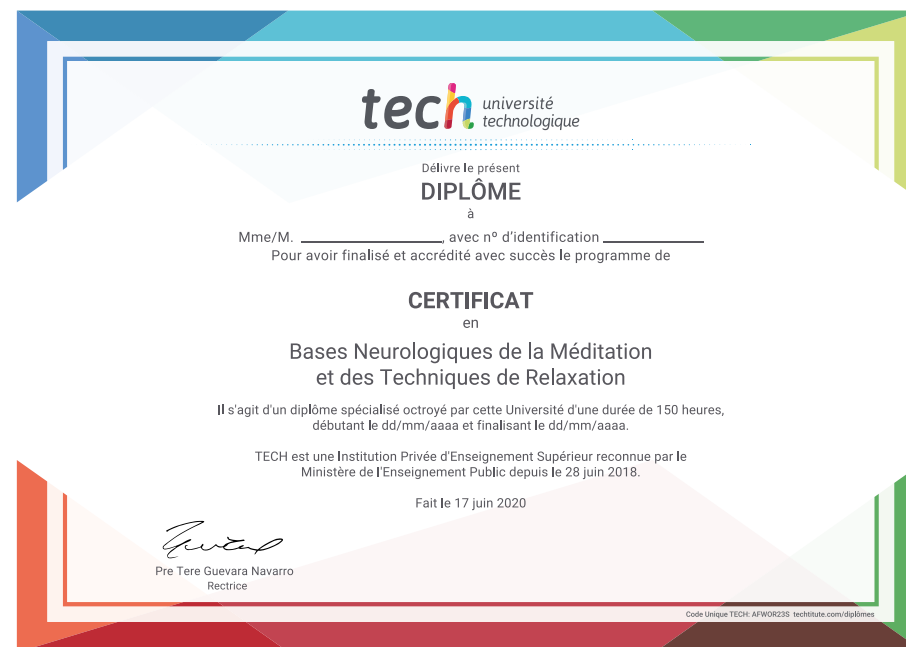 tech université
technologique
Délivre le présent
DIPLÔME
à
Mme/M. ____________________, avec nº d'identification ______________
Pour avoir finalisé et accrédité avec succès le programme de
CERTIFICAT
en
Bases Neurologiques de la Méditation
et des Techniques de Relaxation
Il s'agit d'un diplôme spécialisé octroyé par cette Université d'une durée de 150 heures,
débutant le dd/mm/aaaa et finalisant le dd/mm/aaaa.
TECH est une Institution Privée d'Enseignement Supérieur reconnue par le
Ministère de l'Enseignement Public depuis le 28 juin 2018.
Fait le 17 juin 2020
Pre Tere Guevara Navarro
Rectrice
Code Unique TECH: AFWOR23S techtitute.com/diplômes